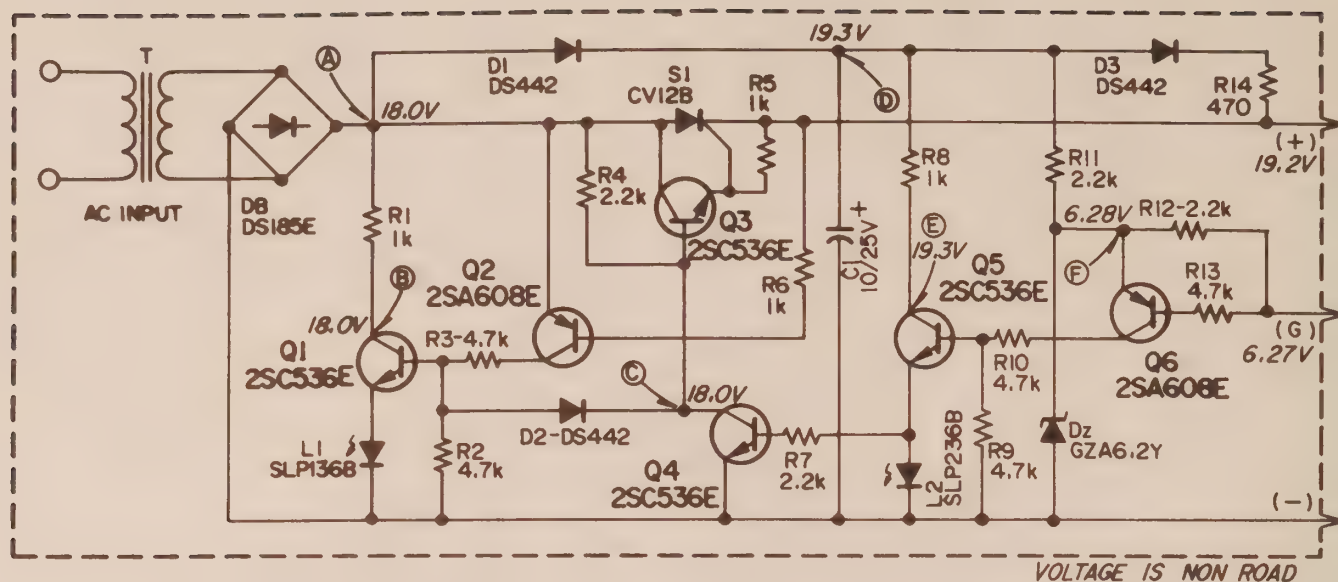 T
AC INPUT
DB
DS185E
A
18.0V
D1
DS442
S1
CV12B
R5
1k
19.3V
D
D3
DS442
R14
470
(+)
19.2V
R1
1k
R4
2.2k
Q3
2SC536E
R6
1k
C1
10/25V
+
R8
1k
R11
2.2k
6.28V
R12-2.2k
F
R13
4.7k
(G)
6.27V
B
18.0V
Q2
2SA608E
E
19.3V
Q5
2SC536E
Q6
2SA608E
Q1
2SC536E
R3-4.7k
R10
4.7k
C
18.0V
D2-DS442
L1
SLP136B
R2
4.7k
Q4
2SC536E
R7
2.2k
L2
SLP236B
R9
4.7k
Dz
GZA6.2Y
(-)
VOLTAGE IS NON ROAD